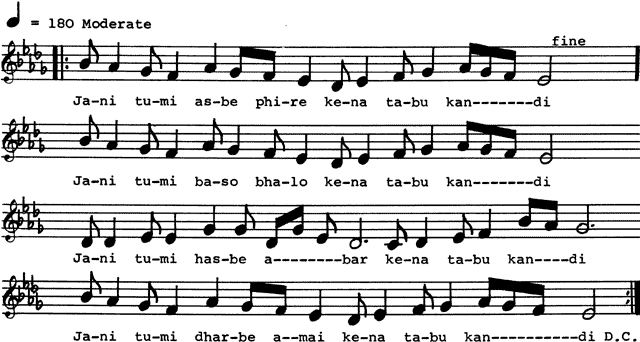 = 180 Moderate
fine
Ja-ni tu-mi as-be phi-re ke-na ta-bu kan-------di
Ja-ni tu-mi ba-so bha-lo ke-na ta-bu kan-------di
Ja-ni tu-mi has-be a--------bar ke-na ta-bu kan----di
Ja-ni tu-mi dhar-be a--mai ke-na ta-bu kan----------di D.C.